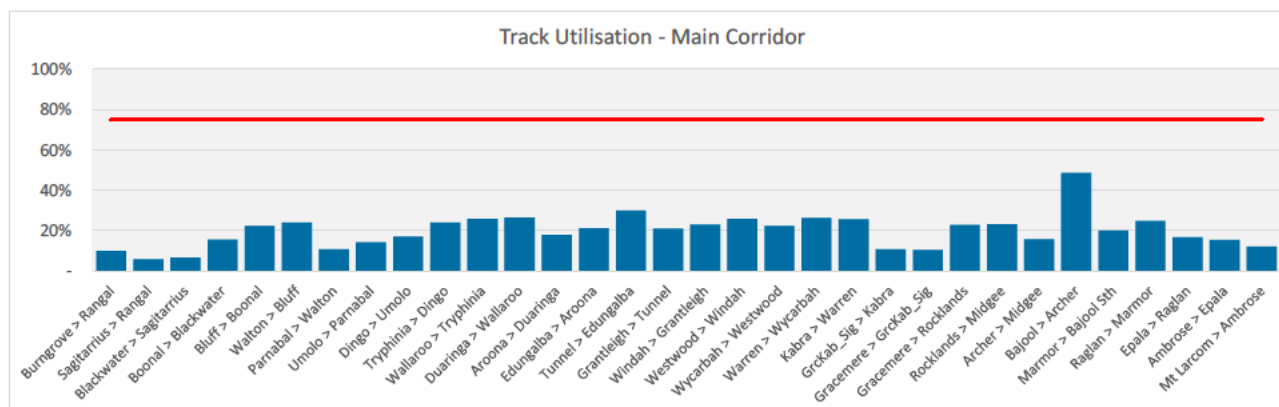 Track Utilisation - Main Corridor
100%
80%
60%
40%
20%
-
Burngrove > Rangal
Sagitarrius > Rangal
Blackwater > Sagitarrius
Boonal > Blackwater
Bluff > Boonal
Walton > Bluff
Parnabal > Walton
Umolo > Parnabal
Dingo > Umolo
Tryphinia > Dingo
Wallaroo > Tryphinia
Duaringa > Wallaroo
Aroona > Duaringa
Edungalba > Aroona
Tunnel > Edungalba
Grantleigh > Tunnel
Windah > Grantleigh
Westwood > Windah
Wycarbah > Westwood
Warren > Wycarbah
Kabra > Warren
GrcKab_Sig > Kabra
Gracemere > GrcKab_Sig
Gracemere > Rocklands
Rocklands > Midgee
Archer > Midgee
Bajool > Archer
Marmor > Bajool Sth
Raglan > Marmor
Epala > Raglan
Ambrose > Epala
Mt Larcom > Ambrose